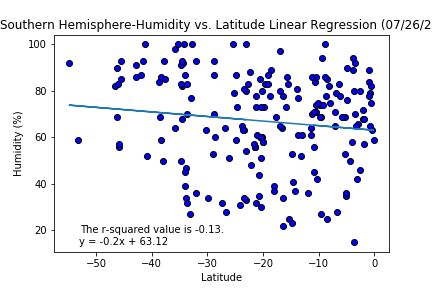 Southern Hemisphere-Humidity vs. Latitude Linear Regression (07/26/2
100
80
60
40
20
Humidity (%)
The r-squared value is -0.13.
y = -0.2x + 63.12
−50
−40
−30
−20
−10
0
Latitude